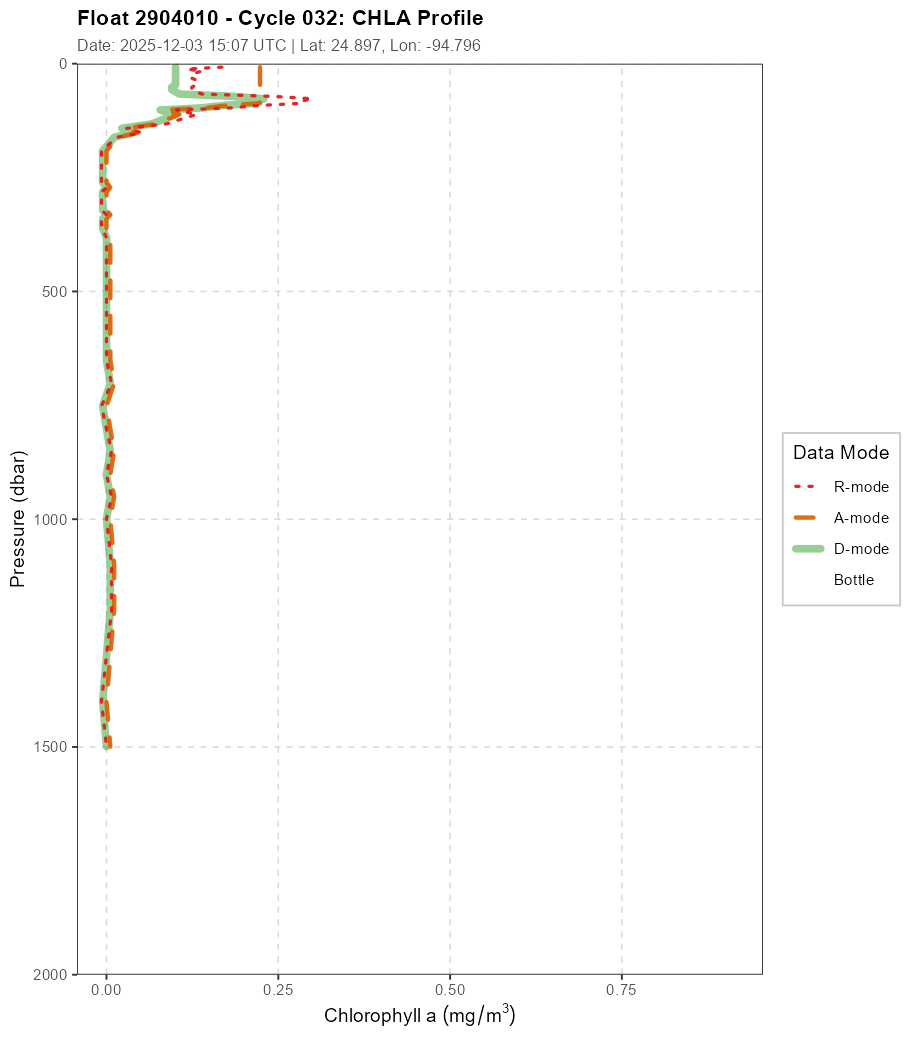 Float 2904010 - Cycle 032: CHLA Profile
Date: 2025-12-03 15:07 UTC | Lat: 24.897, Lon: -94.796
0
500
1000
1500
2000
Pressure (dbar)
0.00 0.25 0.50 0.75
Chlorophyll a (mg/m³)
Data Mode
R-mode
A-mode
D-mode
Bottle